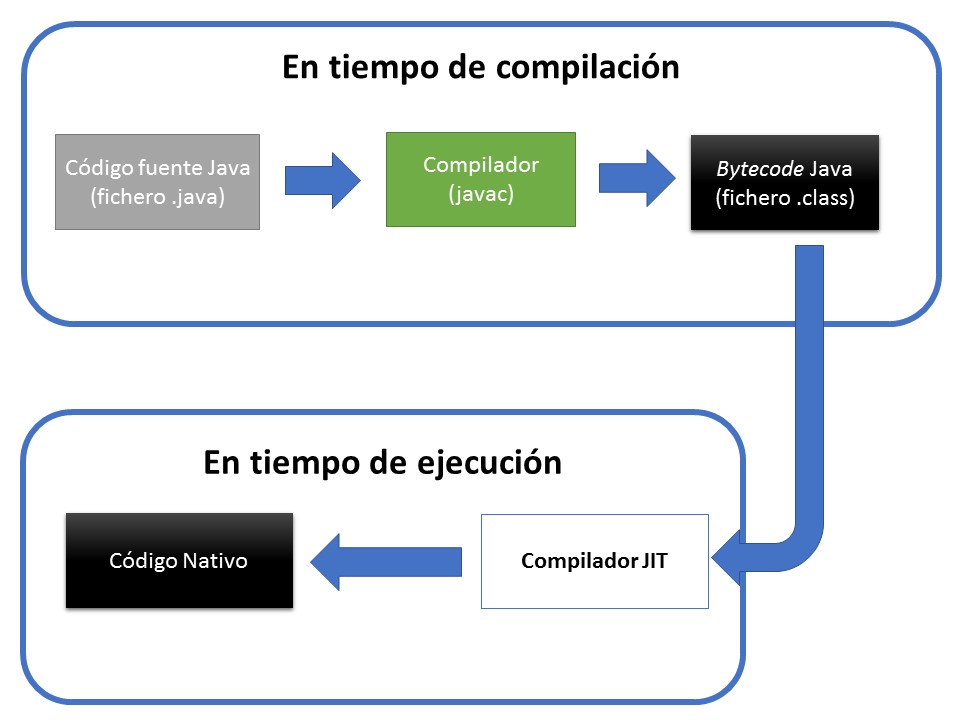 En tiempo de compilación
Código fuente Java
(fichero .java)
Compilador
(javac)
Bytecode Java
(fichero .class)
En tiempo de ejecución
Código Nativo
Compilador JIT